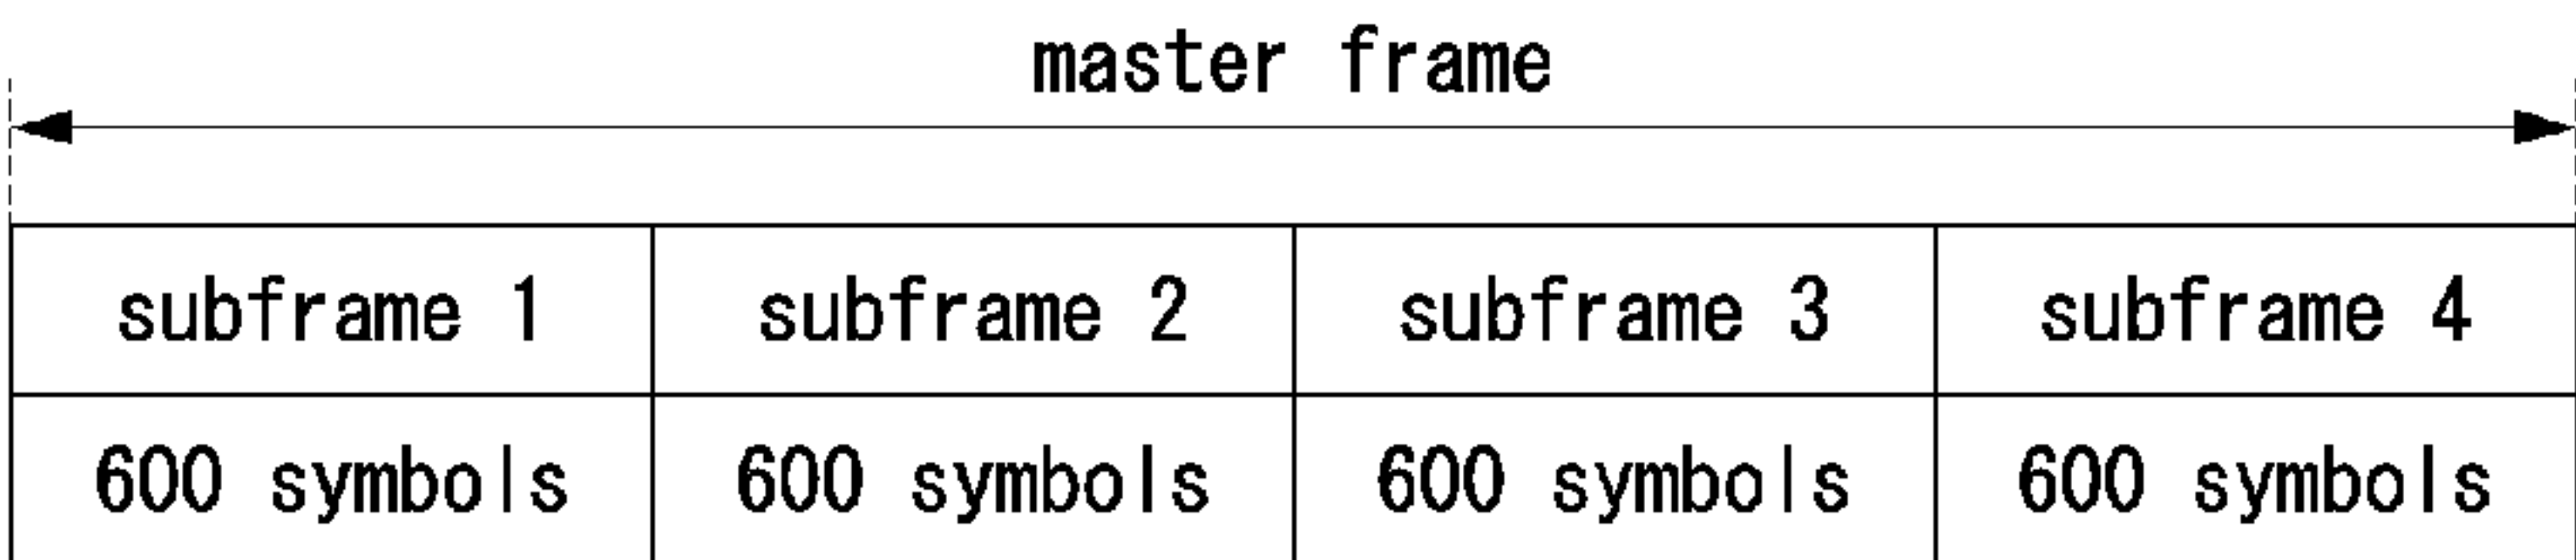 master frame
subframe 1 subframe 2 subframe 3 subframe 4
600 symbols 600 symbols 600 symbols 600 symbols